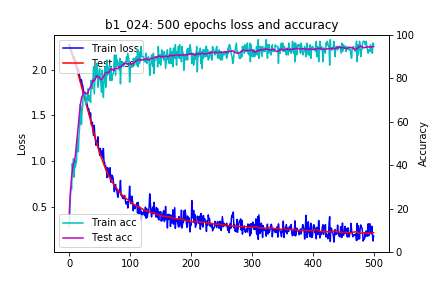 b1_024: 500 epochs loss and accuracy
Train loss
Test loss
Train acc
Test acc
Loss
2.0
1.5
1.0
0.5
Accuracy
100
80
60
40
20
0
0
100
200
300
400
500